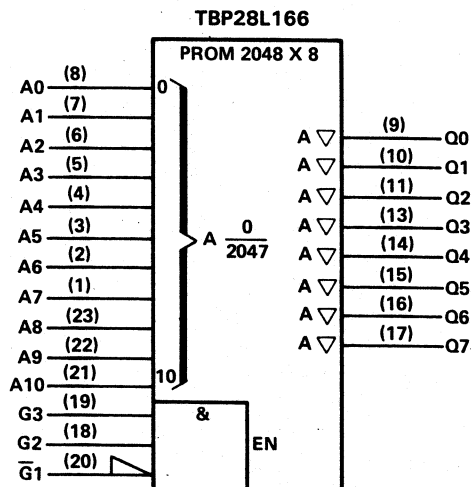 TBP28L166
PROM 2048 X 8
A0 (8) 0
A1 (7)
A2 (6)
A3 (5)
A4 (4)
A5 (3)
A6 (2)
A7 (1)
A8 (23)
A9 (22)
A10 (21) 10
G3 (19)
G2 (18)
G̅1 (20)
A 0/2047
&
EN
A ▽ (9) Q0
A ▽ (10) Q1
A ▽ (11) Q2
A ▽ (13) Q3
A ▽ (14) Q4
A ▽ (15) Q5
A ▽ (16) Q6
A ▽ (17) Q7